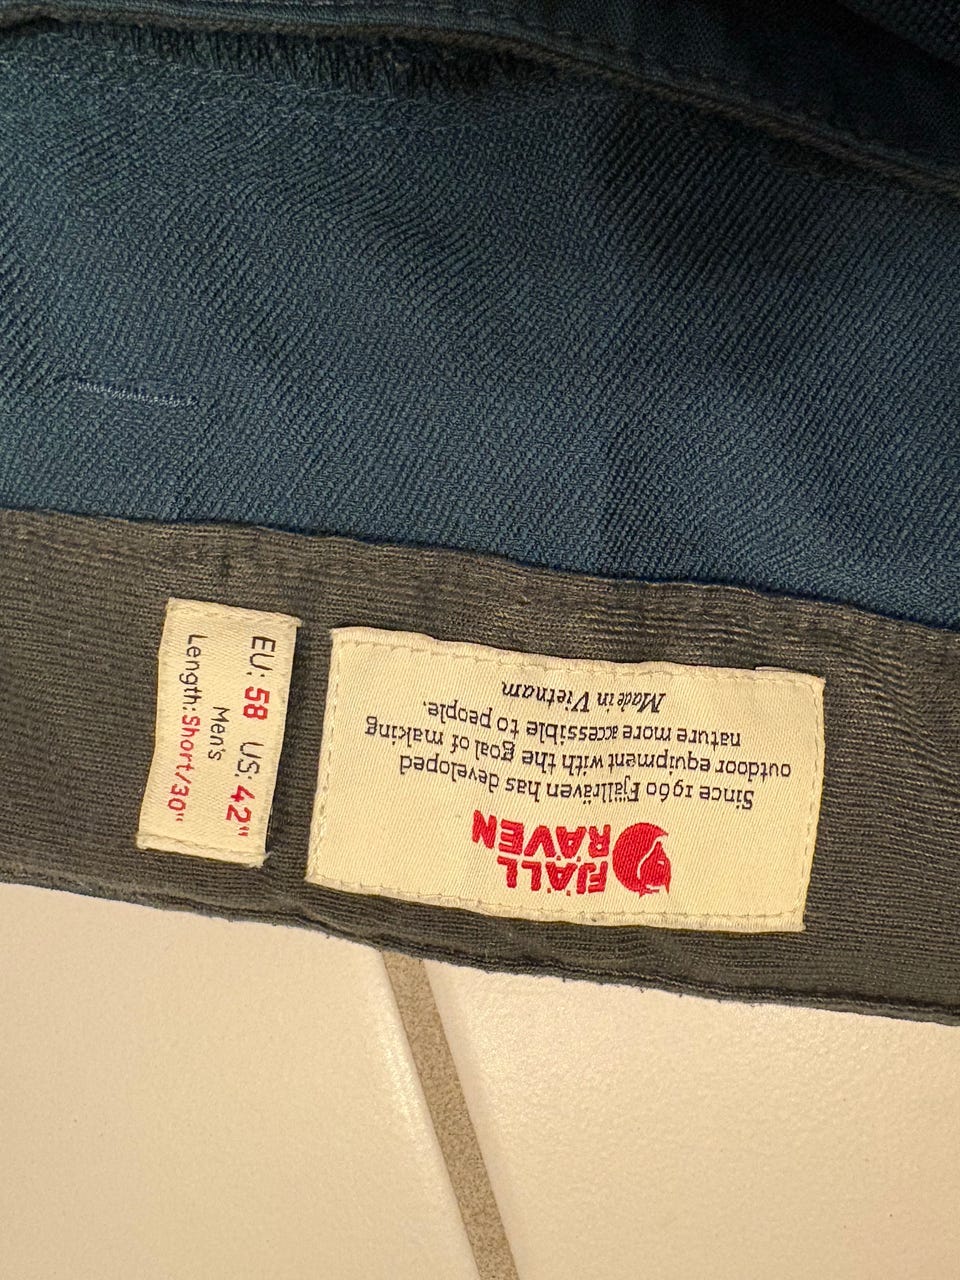 EU: 58 US: 42"
Men's
Length: Short/30"
FJÄLL
RÄVEN
Since 1960 Fjällräven has developed
outdoor equipment with the goal of making
nature more accessible to people.
Made in Vietnam